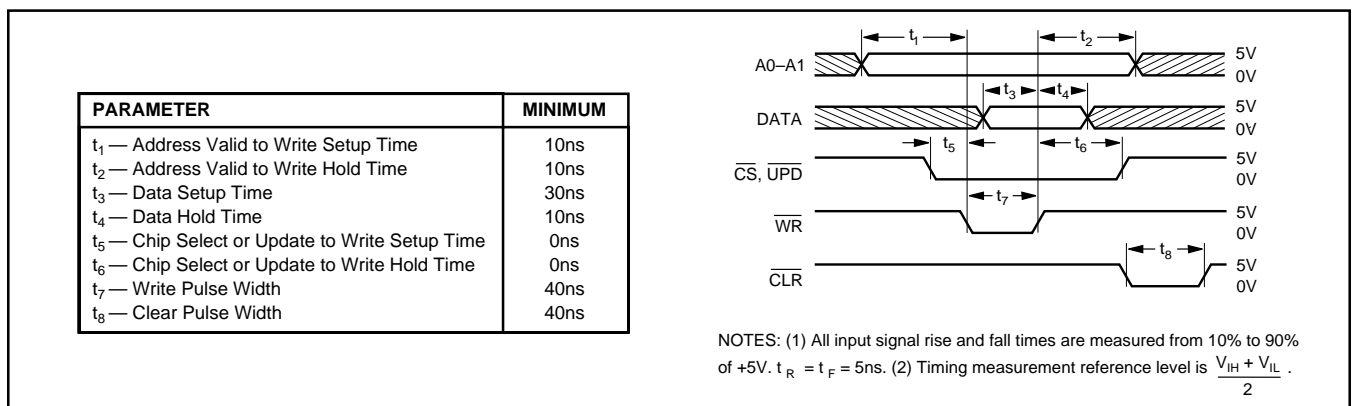 PARAMETER MINIMUM
t1 — Address Valid to Write Setup Time 10ns
t2 — Address Valid to Write Hold Time 10ns
t3 — Data Setup Time 30ns
t4 — Data Hold Time 10ns
t5 — Chip Select or Update to Write Setup Time 0ns
t6 — Chip Select or Update to Write Hold Time 0ns
t7 — Write Pulse Width 40ns
t8 — Clear Pulse Width 40ns
t1 t2
A0–A1 5V
0V
t3 t4
DATA 5V
0V
t5 t6
CS, UPD 5V
0V
t7
WR 5V
0V
t8
CLR 5V
0V
NOTES: (1) All input signal rise and fall times are measured from 10% to 90%
of +5V. t R = t F = 5ns. (2) Timing measurement reference level is VIH + VIL .
2